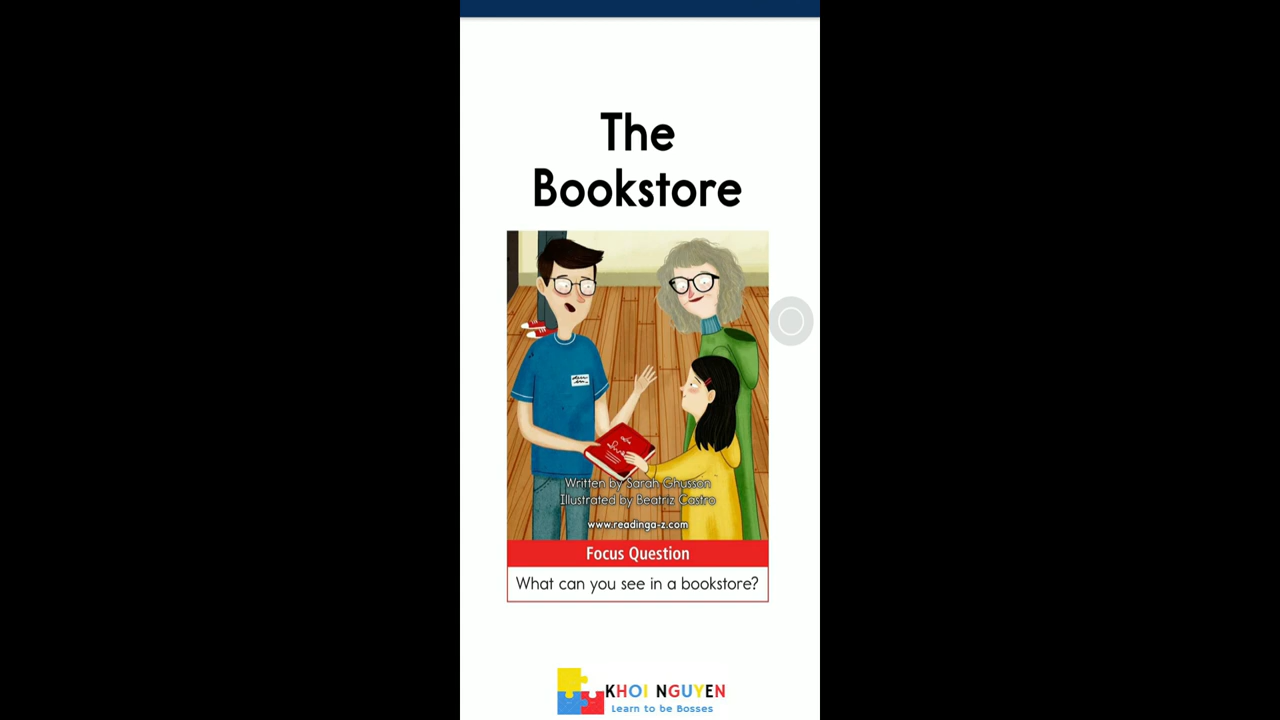 The
Bookstore
Written by Sarah Ghusson
Illustrated by Beatriz Castro
www.readinga-z.com
Focus Question
What can you see in a bookstore?
KHOI NGUYEN
Learn to be Bosses